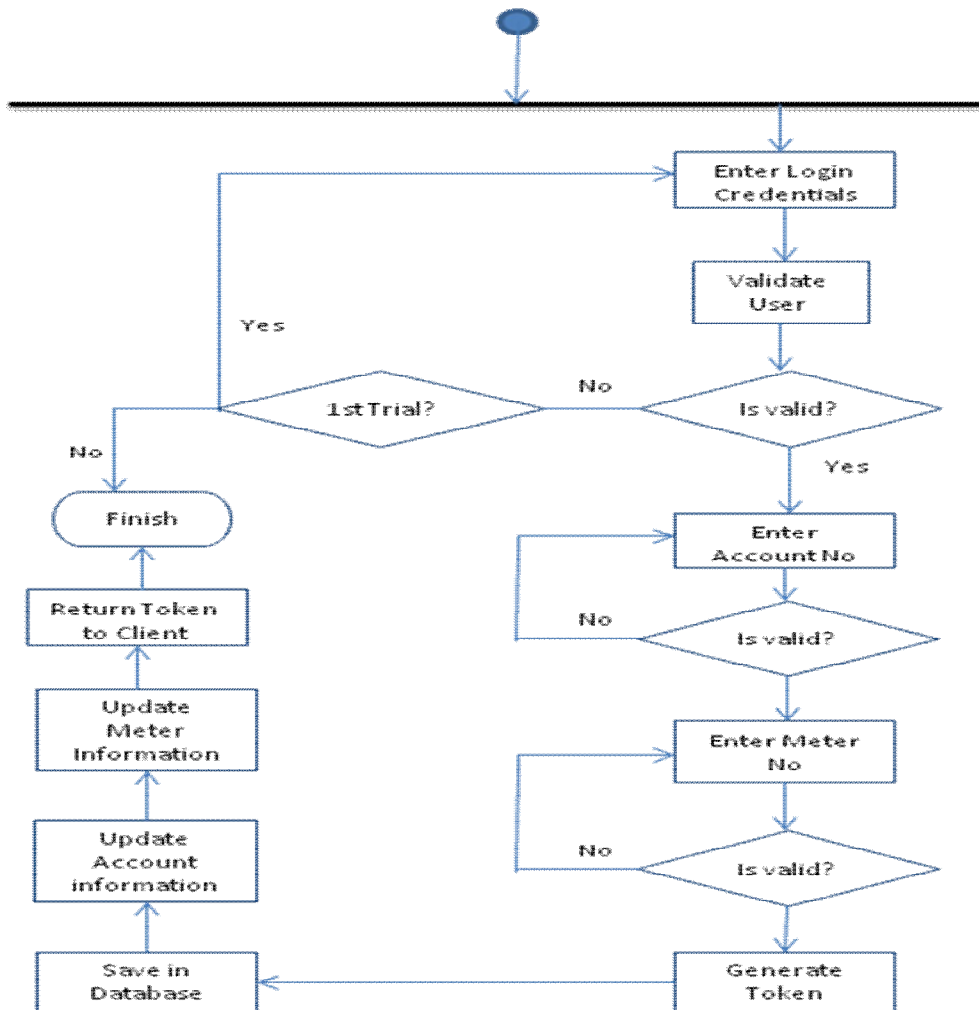 Enter Login
Credentials
Validate
User
Yes
No
1st Trial?
Is valid?
No
Yes
Finish
Enter
Account No
Return Token
to Client
No
Is valid?
Update
Meter
Information
Enter Meter
No
Update
Account
information
No
Is valid?
Save in
Database
Generate
Token